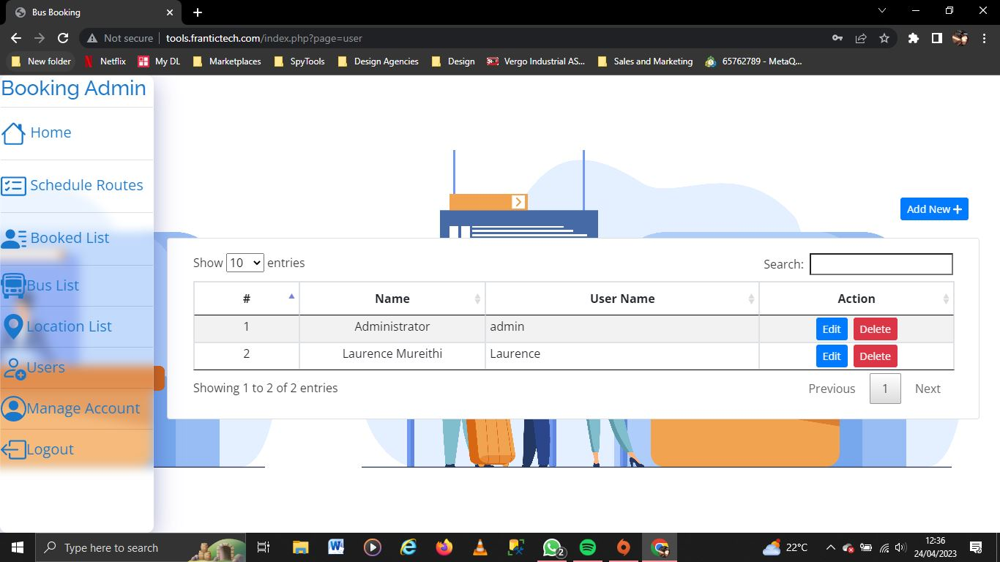 Bus Booking
Not secure tools.frantictech.com/index.php?page=user
New folder Netflix My DL Marketplaces SpyTools Design Agencies Design Vergo Industrial AS... Sales and Marketing 65762789 - MetaQ...
Booking Admin
Home
Schedule Routes
Booked List
Bus List
Location List
Users
Manage Account
Logout
Add New
Show 10 entries Search:
# Name User Name Action
1 Administrator admin Edit Delete
2 Laurence Mureithi Laurence Edit Delete
Showing 1 to 2 of 2 entries Previous 1 Next
Type here to search 2 22°C 12:36
24/04/2023